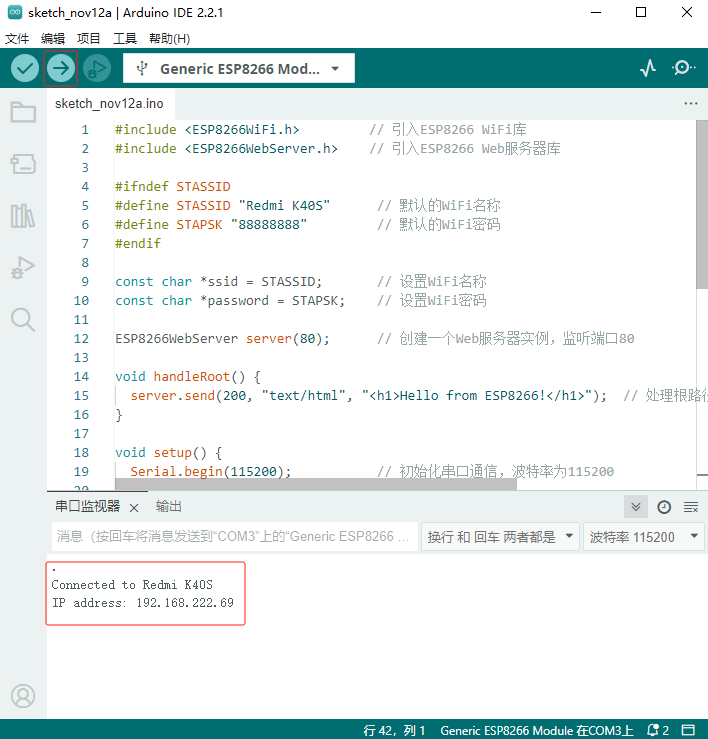 sketch_nov12a | Arduino IDE 2.2.1
文件 编辑 项目 工具 帮助(H)
Generic ESP8266 Mod...
sketch_nov12a.ino
1 #include <ESP8266WiFi.h> // 引入ESP8266 WiFi库
2 #include <ESP8266WebServer.h> // 引入ESP8266 Web服务器库
3
4 #ifndef STASSID
5 #define STASSID "Redmi K40S" // 默认的WiFi名称
6 #define STAPSK "88888888" // 默认的WiFi密码
7 #endif
8
9 const char *ssid = STASSID; // 设置WiFi名称
10 const char *password = STAPSK; // 设置WiFi密码
11
12 ESP8266WebServer server(80); // 创建一个Web服务器实例，监听端口80
13
14 void handleRoot() {
15 server.send(200, "text/html", "<h1>Hello from ESP8266!</h1>"); // 处理根路径
16 }
17
18 void setup() {
19 Serial.begin(115200); // 初始化串口通信，波特率为115200
20
串口监视器 × 输出
消息（按回车将消息发送到“COM3”上的“Generic ESP8266 ... 换行 和 回车 两者都是 波特率 115200
.
Connected to Redmi K40S
IP address: 192.168.222.69
行 42，列 1 Generic ESP8266 Module 在COM3上 2